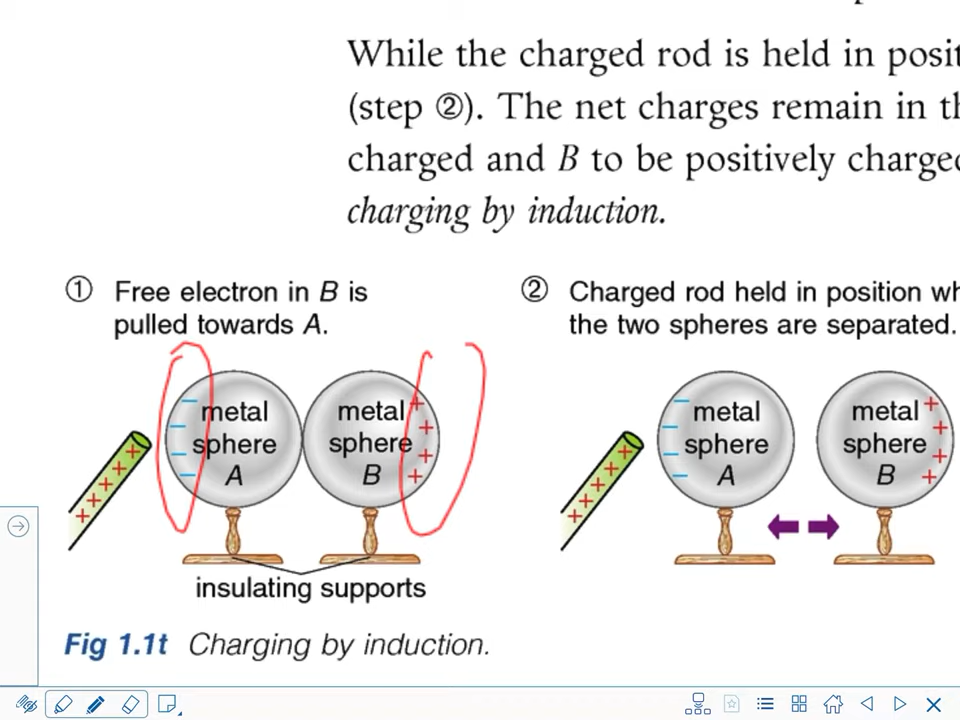 While the charged rod is held in posit
(step ②). The net charges remain in th
charged and B to be positively charge
charging by induction.
① Free electron in B is
pulled towards A.
② Charged rod held in position wh
the two spheres are separated.
metal
sphere
A
metal
sphere
B
metal
sphere
A
metal
sphere
B
insulating supports
Fig 1.1t Charging by induction.